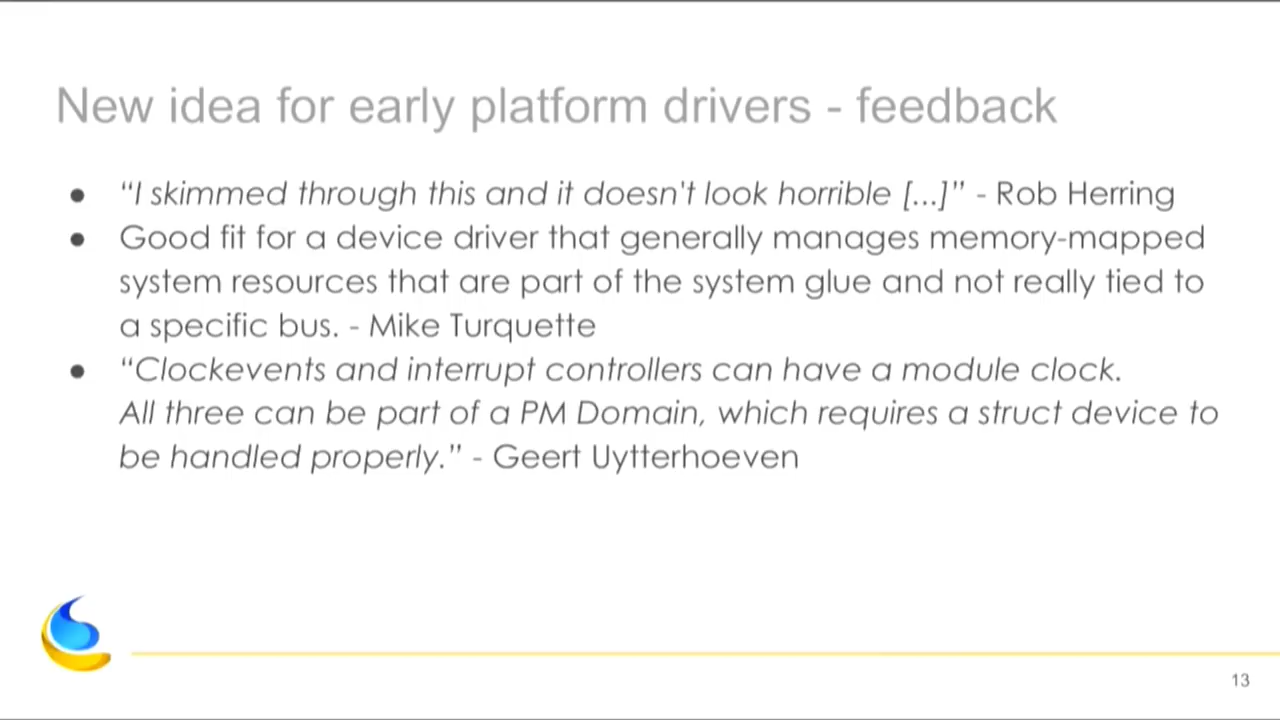 New idea for early platform drivers - feedback
● “I skimmed through this and it doesn't look horrible [...]” - Rob Herring
● Good fit for a device driver that generally manages memory-mapped
system resources that are part of the system glue and not really tied to
a specific bus. - Mike Turquette
● “Clockevents and interrupt controllers can have a module clock.
All three can be part of a PM Domain, which requires a struct device to
be handled properly.” - Geert Uytterhoeven
13